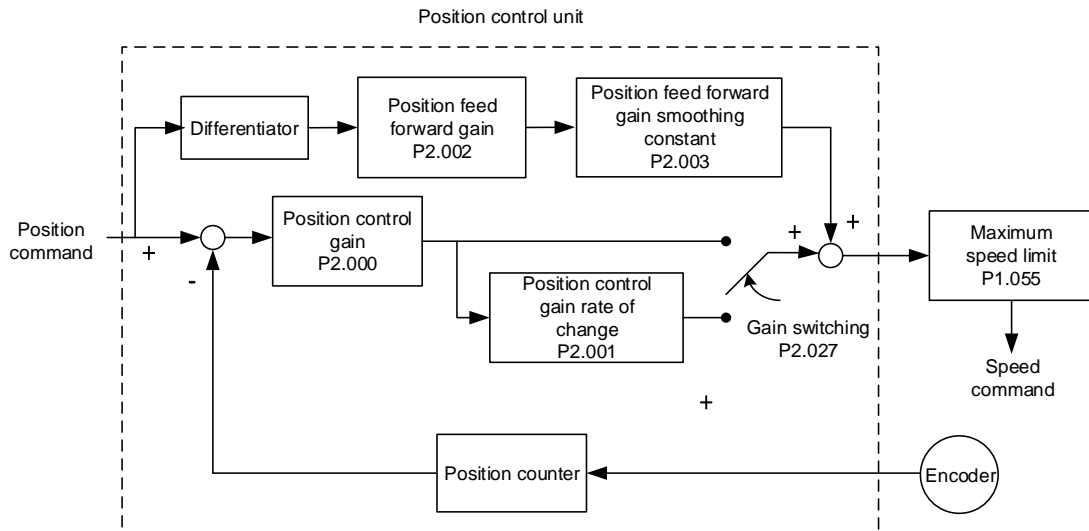 Position control unit
Differentiator
Position feed
forward gain
P2.002
Position feed forward
gain smoothing
constant
P2.003
Position
command
+
-
Position control
gain
P2.000
Position control
gain rate of
change
P2.001
+
+
Gain switching
P2.027
+
Maximum
speed limit
P1.055
Speed
command
Position counter
Encoder